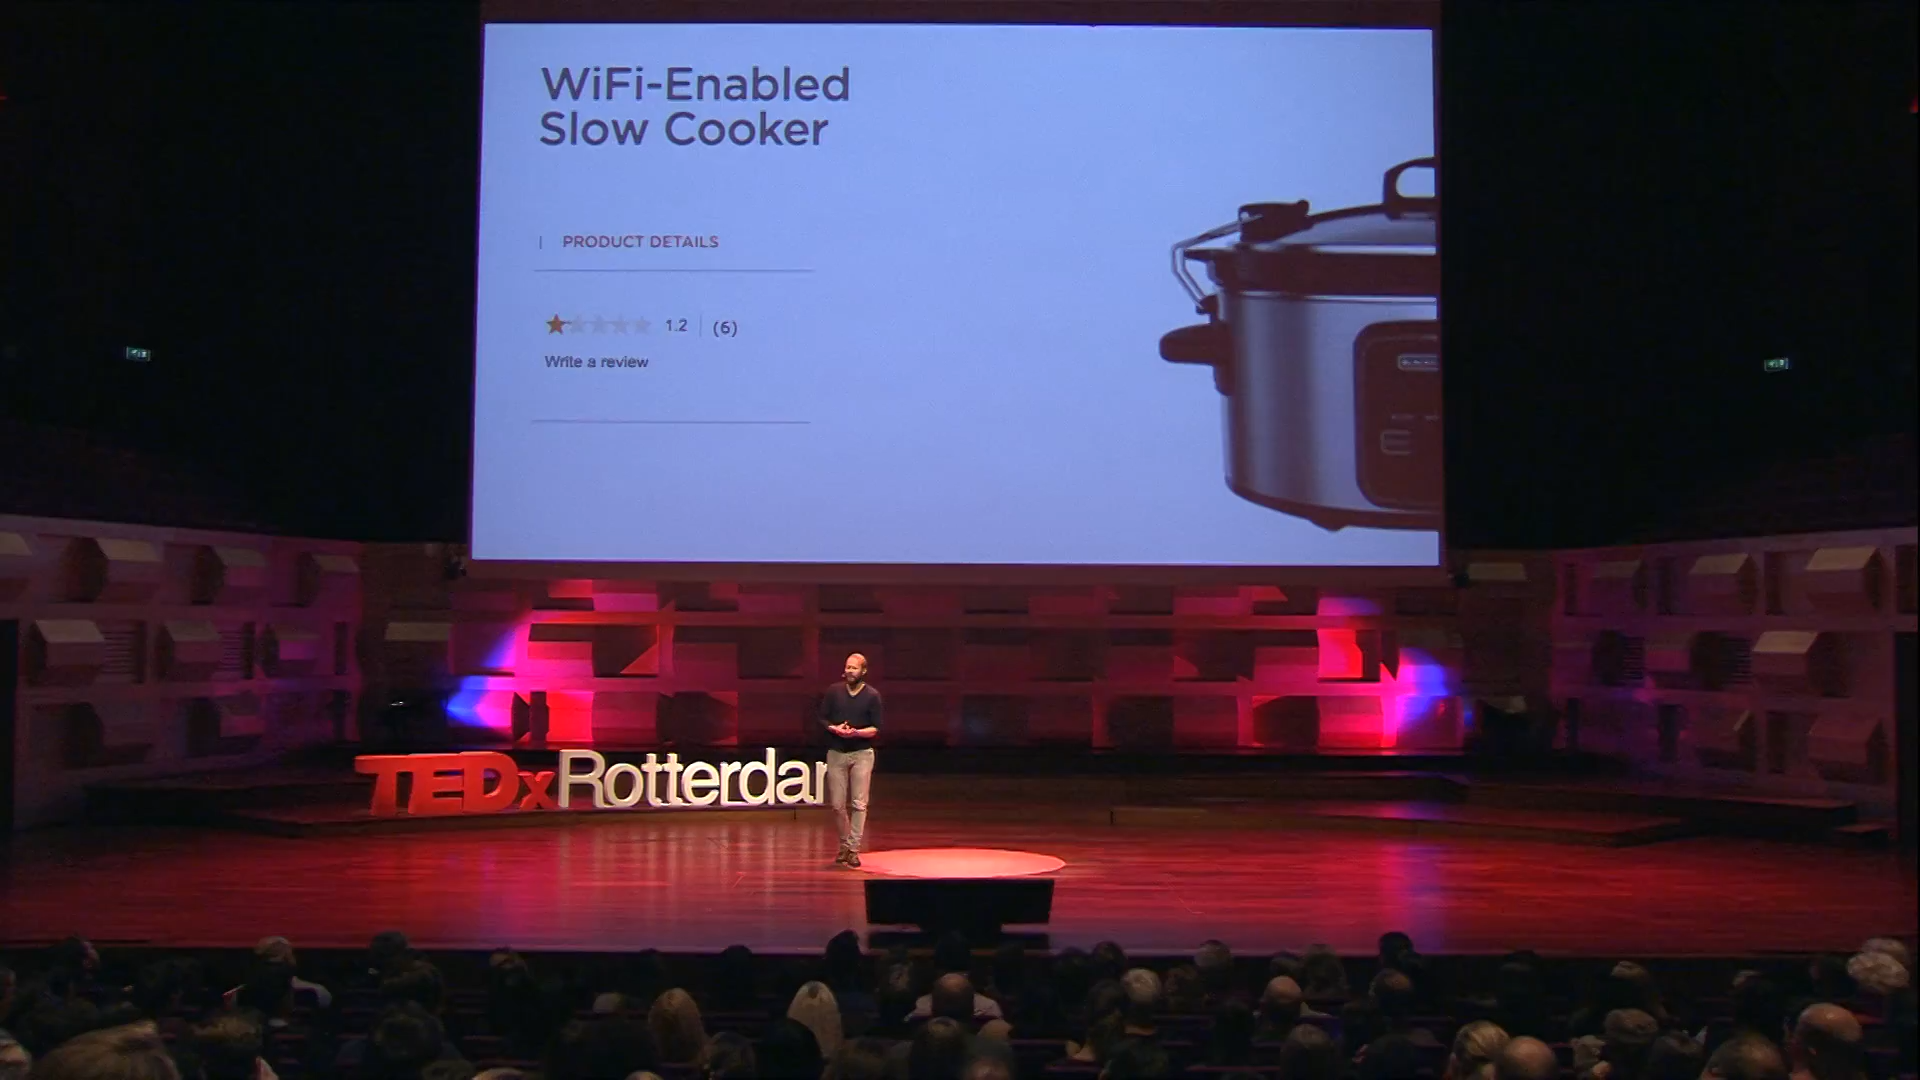 WiFi-Enabled
Slow Cooker
PRODUCT DETAILS
1.2 (6)
Write a review
TEDxRotterdam